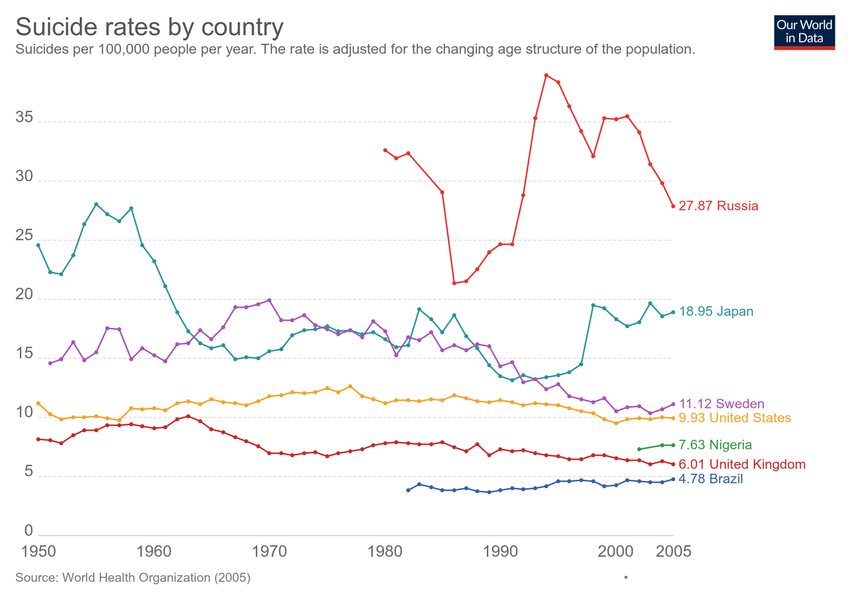 Suicide rates by country
Suicides per 100,000 people per year. The rate is adjusted for the changing age structure of the population.
Our World
in Data
35
30
25
20
15
10
5
0
27.87 Russia
18.95 Japan
11.12 Sweden
9.93 United States
7.63 Nigeria
6.01 United Kingdom
4.78 Brazil
1950 1960 1970 1980 1990 2000 2005
Source: World Health Organization (2005)